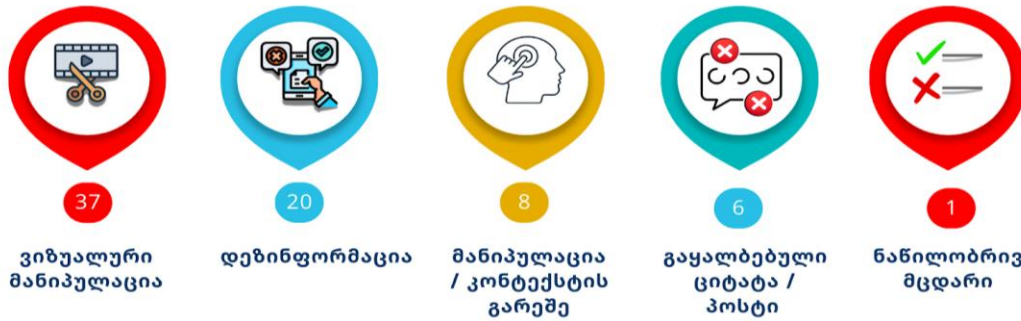 37
ვიზუალური
მანიპულაცია
20
დეზინფორმაცია
8
მანიპულაცია
/ კონტექსტის
გარეშე
6
გაყალბებული
ციტატა /
პოსტი
1
ნაწილობრივ
მცდარი